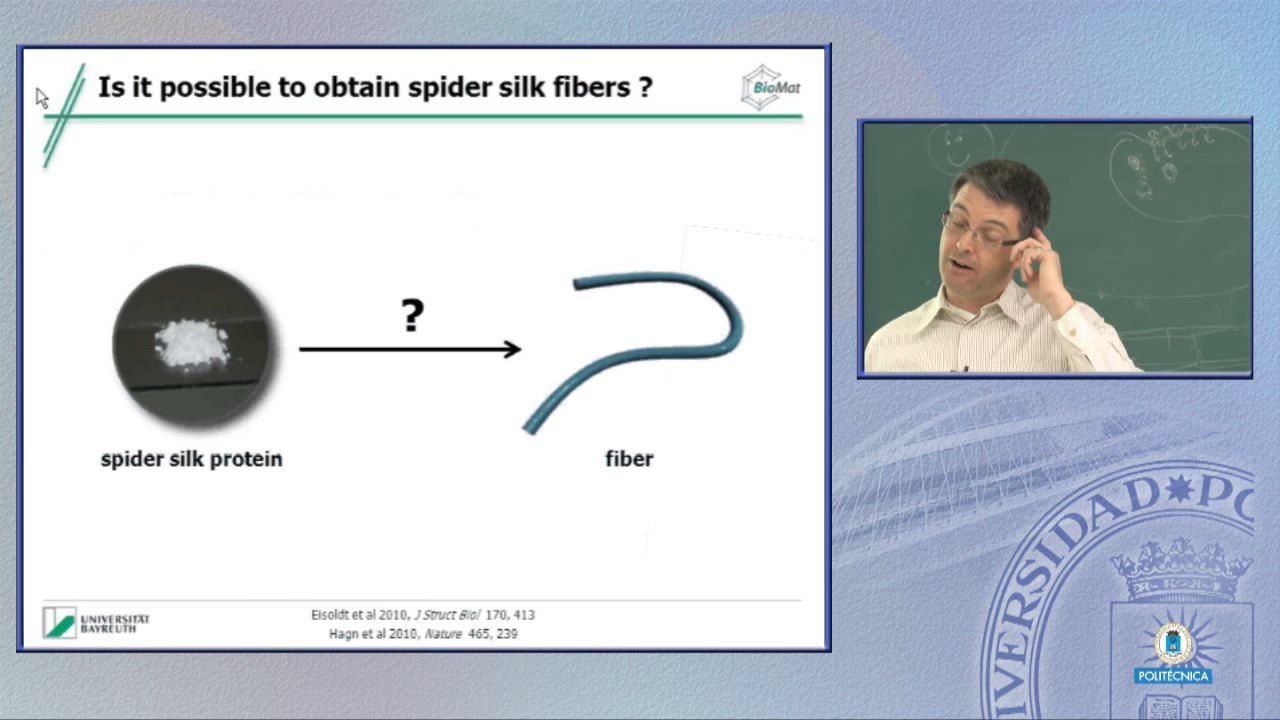 Is it possible to obtain spider silk fibers ?
BioMat
?
spider silk protein
fiber
UNIVERSITÄT
BAYREUTH
Eisoldt et al 2010, J Struct Biol 170, 413
Hagn et al 2010, Nature 465, 239
IVERSIDAD PO
POLITÉCNICA